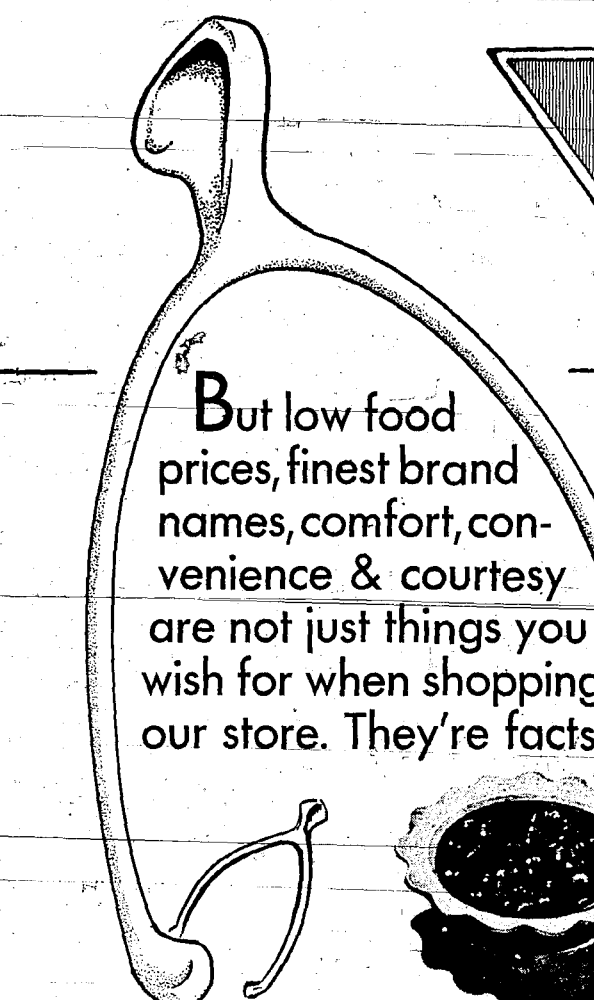 But low food
prices, finest brand
names, comfort, con-
venience & courtesy
are not just things you
wish for when shopping
our store. They're facts